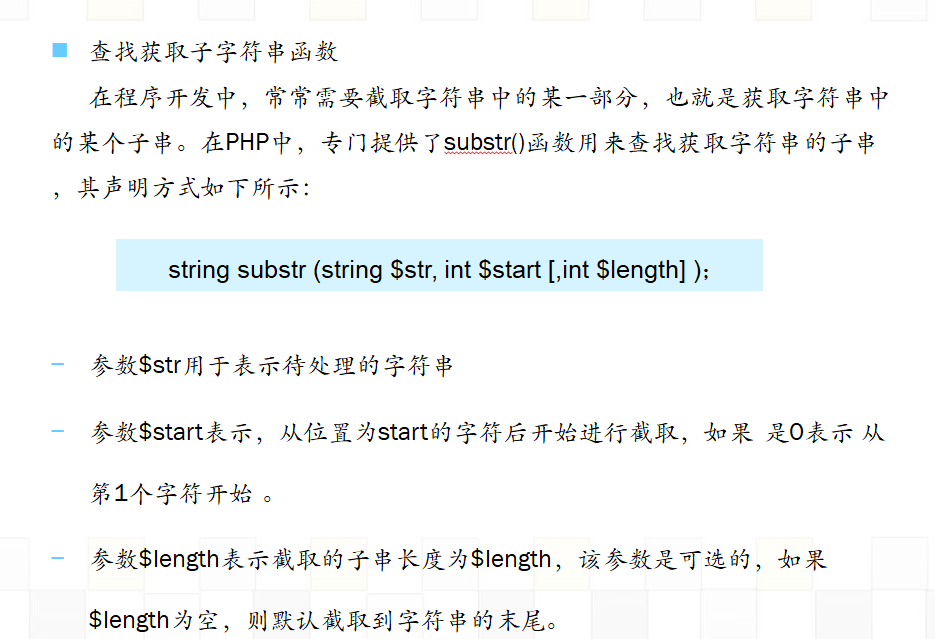 查找获取子字符串函数
在程序开发中，常常需要截取字符串中的某一部分，也就是获取字符串中
的某个子串。在PHP中，专门提供了substr()函数用来查找获取字符串的子串
，其声明方式如下所示：
string substr (string $str, int $start [,int $length] )；
– 参数$str用于表示待处理的字符串
– 参数$start表示，从位置为start的字符后开始进行截取，如果 是0表示 从
第1个字符开始 。
– 参数$length表示截取的子串长度为$length，该参数是可选的，如果
$length为空，则默认截取到字符串的末尾。